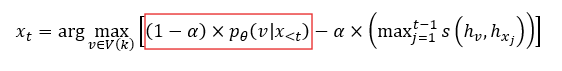 x_t = arg max_{v∈V(k)} [(1 − α) × p_θ(v|x_{<t}) − α × (max_{j=1}^{t−1} s(h_v, h_{x_j}))]